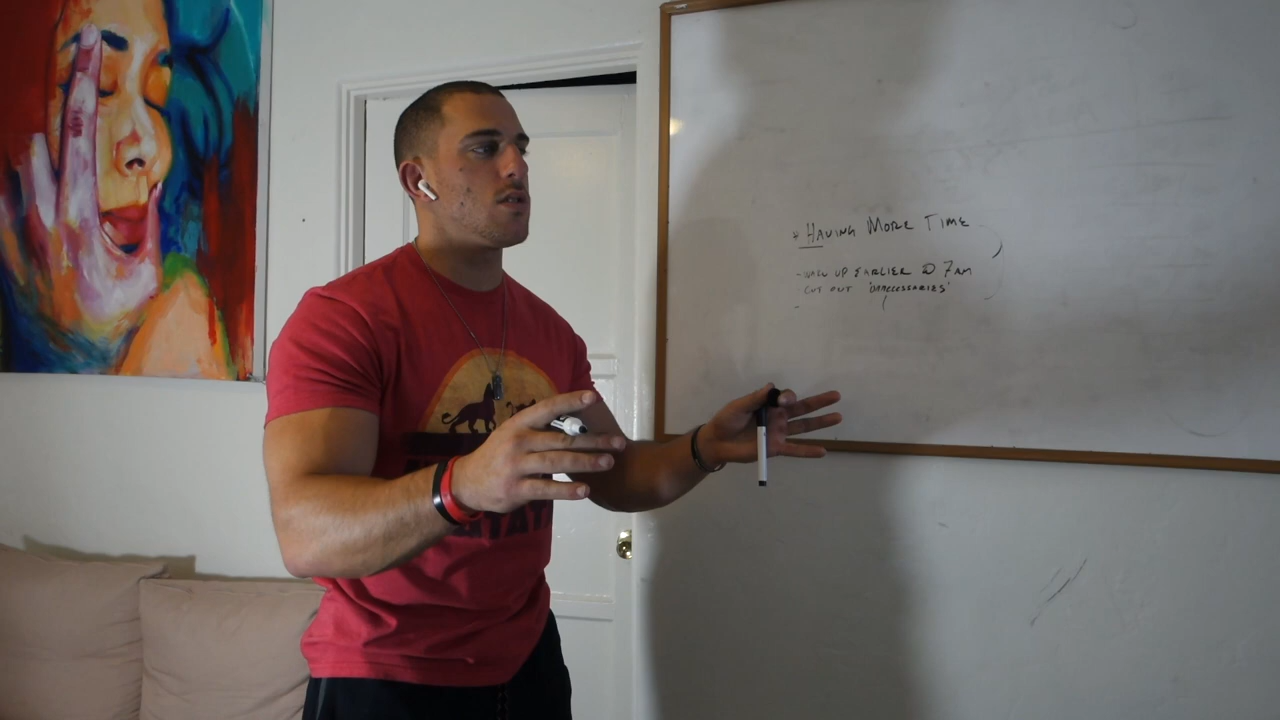 * HAVING MORE TIME
- WAKE UP EARLIER @ 7AM
CUT OUT 'UNNECESSARIES'
-